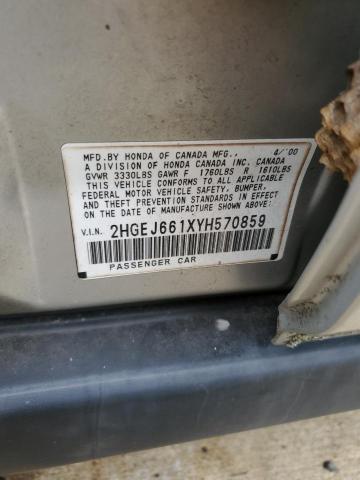 MFD.BY HONDA OF CANADA MFG., 4/'00
A DIVISION OF HONDA CANADA INC. CANADA
GVWR 3330LBS GAWR F 1760LBS R 1610LBS
THIS VEHICLE CONFORMS TO ALL APPLICABLE
FEDERAL MOTOR VEHICLE SAFETY, BUMPER,
AND THEFT PREVENTION STANDARDS IN EFFECT ON THE
DATE OF MANUFACTURE SHOWN ABOVE.
V.I.N. 2HGEJ661XYH570859
PASSENGER CAR